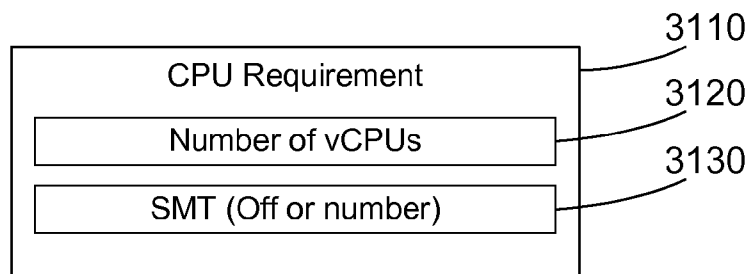 3110
CPU Requirement
3120
Number of vCPUs
3130
SMT (Off or number)